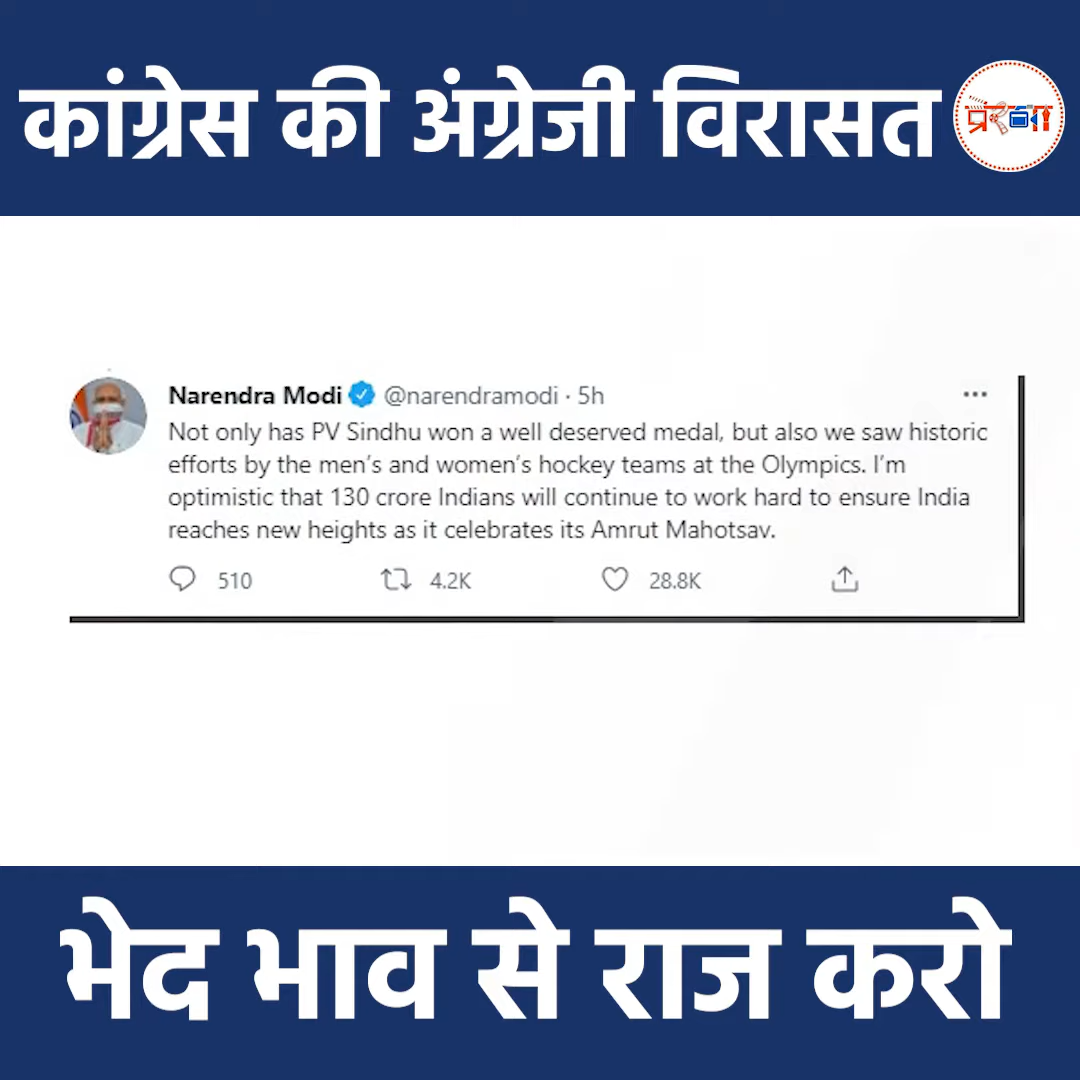 कांग्रेस की अंग्रेजी विरासत
प्रेरणा
Narendra Modi @narendramodi · 5h
Not only has PV Sindhu won a well deserved medal, but also we saw historic
efforts by the men's and women's hockey teams at the Olympics. I'm
optimistic that 130 crore Indians will continue to work hard to ensure India
reaches new heights as it celebrates its Amrut Mahotsav.
510 4.2K 28.8K
भेद भाव से राज करो